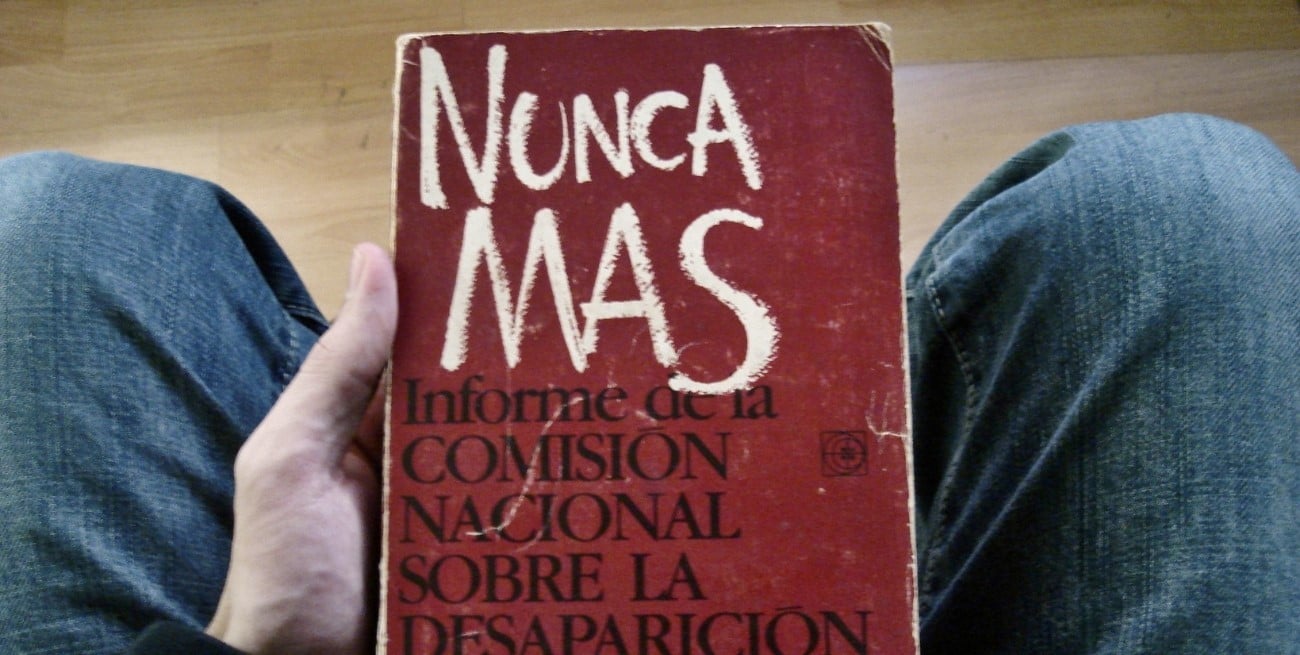 NUNCA
MAS
Informe de la
COMISIÓN
NACIONAL
SOBRE LA
DESAPARICIÓN